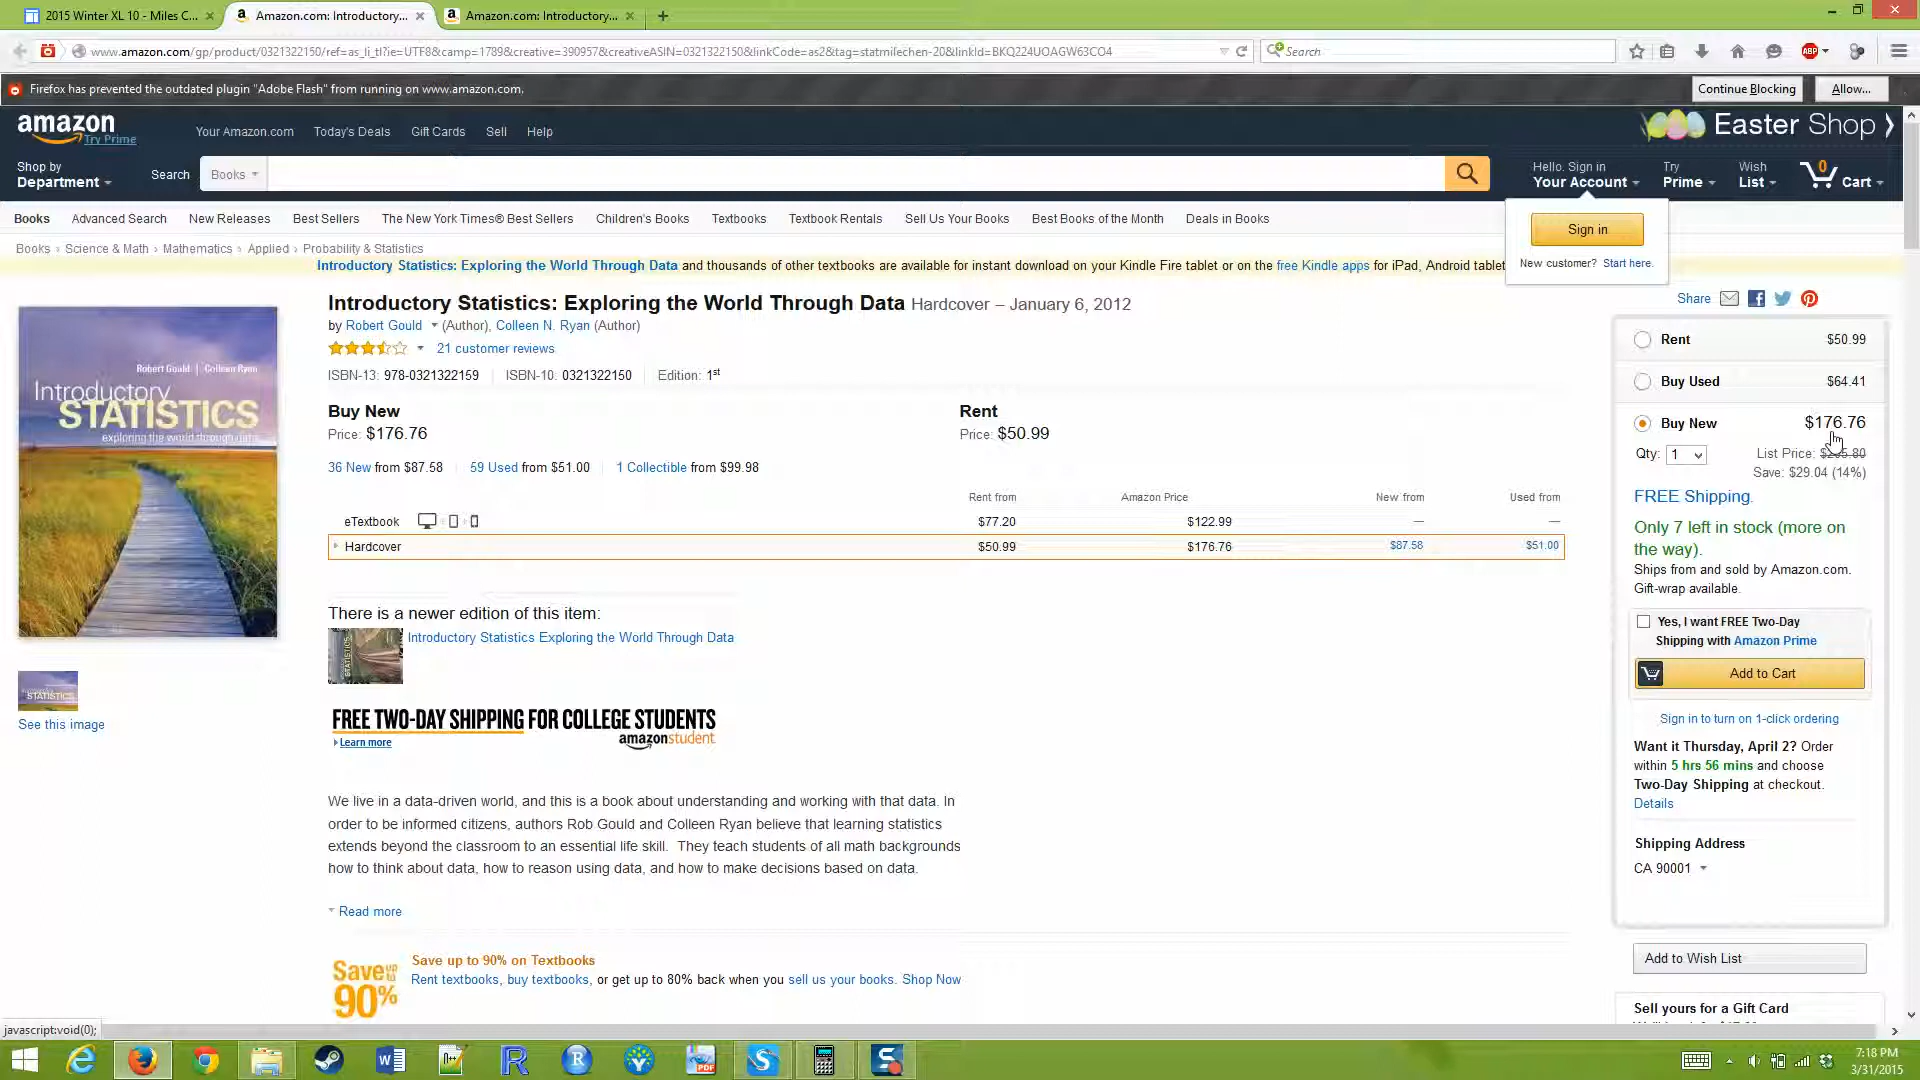 2015 Winter XL 10 - Miles C... ×
Amazon.com: Introductory... ×
Amazon.com: Introductory... ×
www.amazon.com/gp/product/0321322150/ref=as_li_tl?ie=UTF8&camp=1789&creative=390957&creativeASIN=0321322150&linkCode=as2&tag=statmilechen-20&linkId=BKQ224UOAGW63CO4
Search
ABP
Firefox has prevented the outdated plugin "Adobe Flash" from running on www.amazon.com.
Continue Blocking
Allow...
amazon
Try Prime
Your Amazon.com
Today's Deals
Gift Cards
Sell
Help
Easter Shop
Shop by
Department
Search
Books
Hello. Sign in
Your Account
Try
Prime
Wish
List
0
Cart
Books
Advanced Search
New Releases
Best Sellers
The New York Times® Best Sellers
Children's Books
Textbooks
Textbook Rentals
Sell Us Your Books
Best Books of the Month
Deals in Books
Sign in
New customer? Start here.
Books › Science & Math › Mathematics › Applied › Probability & Statistics
Introductory Statistics: Exploring the World Through Data and thousands of other textbooks are available for instant download on your Kindle Fire tablet or on the free Kindle apps for iPad, Android tablet
Robert Gould | Colleen Ryan
Introductory
STATISTICS
exploring the world through data
STATISTICS
See this image
Introductory Statistics: Exploring the World Through Data Hardcover – January 6, 2012
by Robert Gould (Author), Colleen N. Ryan (Author)
21 customer reviews
ISBN-13: 978-0321322159
ISBN-10: 0321322150
Edition: 1st
Buy New
Price: $176.76
Rent
Price: $50.99
36 New from $87.58
59 Used from $51.00
1 Collectible from $99.98
Rent from
Amazon Price
New from
Used from
eTextbook
$77.20
$122.99
—
—
Hardcover
$50.99
$176.76
$87.58
$51.00
There is a newer edition of this item:
STATISTICS
Introductory Statistics Exploring the World Through Data
FREE TWO-DAY SHIPPING FOR COLLEGE STUDENTS
Learn more
amazonstudent
We live in a data-driven world, and this is a book about understanding and working with that data. In
order to be informed citizens, authors Rob Gould and Colleen Ryan believe that learning statistics
extends beyond the classroom to an essential life skill. They teach students of all math backgrounds
how to think about data, how to reason using data, and how to make decisions based on data.
Read more
Save up to
90%
Save up to 90% on Textbooks
Rent textbooks, buy textbooks, or get up to 80% back when you sell us your books. Shop Now
Share
Rent
$50.99
Buy Used
$64.41
Buy New
$176.76
Qty: 1
List Price:
Save: $29.04 (14%)
FREE Shipping.
Only 7 left in stock (more on
the way).
Ships from and sold by Amazon.com.
Gift-wrap available.
Yes, I want FREE Two-Day
Shipping with Amazon Prime
Add to Cart
Sign in to turn on 1-click ordering
Want it Thursday, April 2? Order
within 5 hrs 56 mins and choose
Two-Day Shipping at checkout.
Details
Shipping Address
CA 90001
Add to Wish List
Sell yours for a Gift Card
javascript:void(0);
7:18 PM
3/31/2015